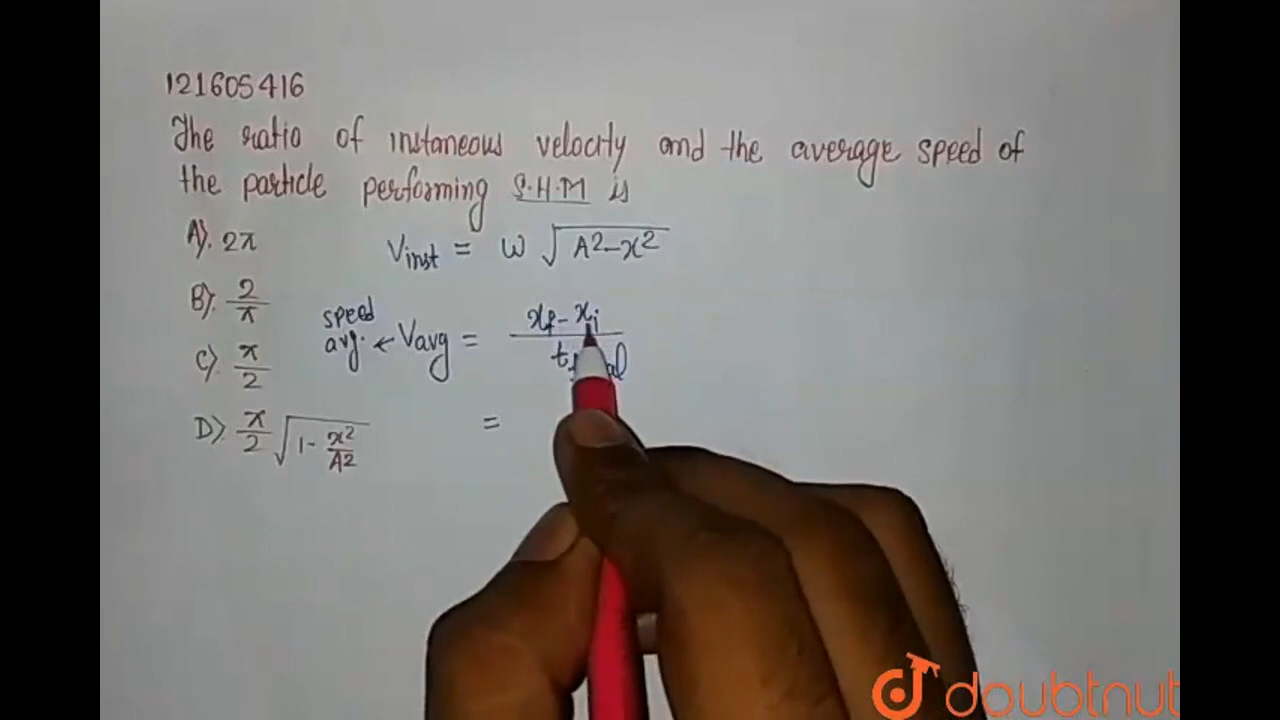 121605416
The ratio of instaneous velocity and the average speed of
the particle performing S.H.M is
A). 2π
Vinst = ω √A²-x²
B). 2/π
speed
avg. ← Vavg = xf - xi / t
C). π/2
D). π/2 √1 - x²/A²
=
doubtnut